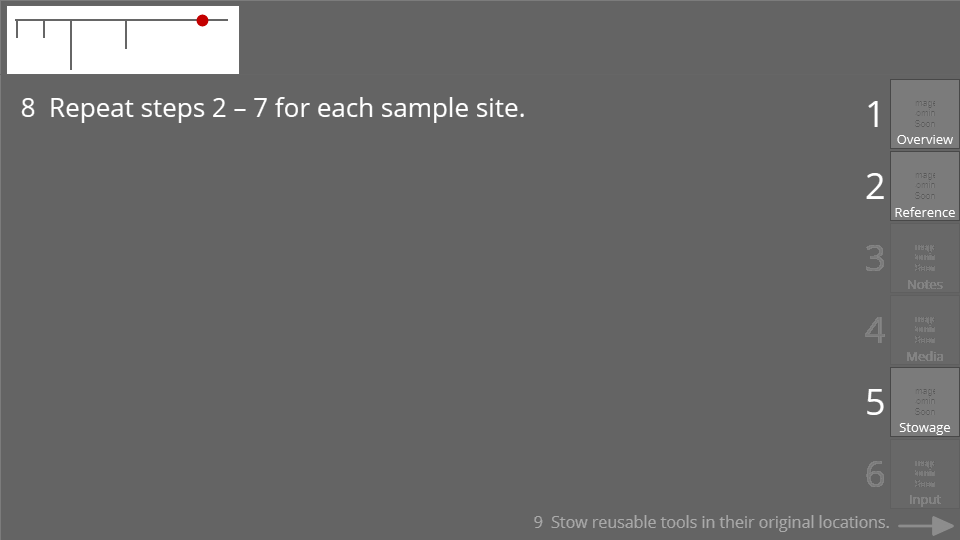 8 Repeat steps 2 – 7 for each sample site.
1
Overview
2
Reference
3
Notes
4
Media
5
Stowage
6
Input
9 Stow reusable tools in their original locations.